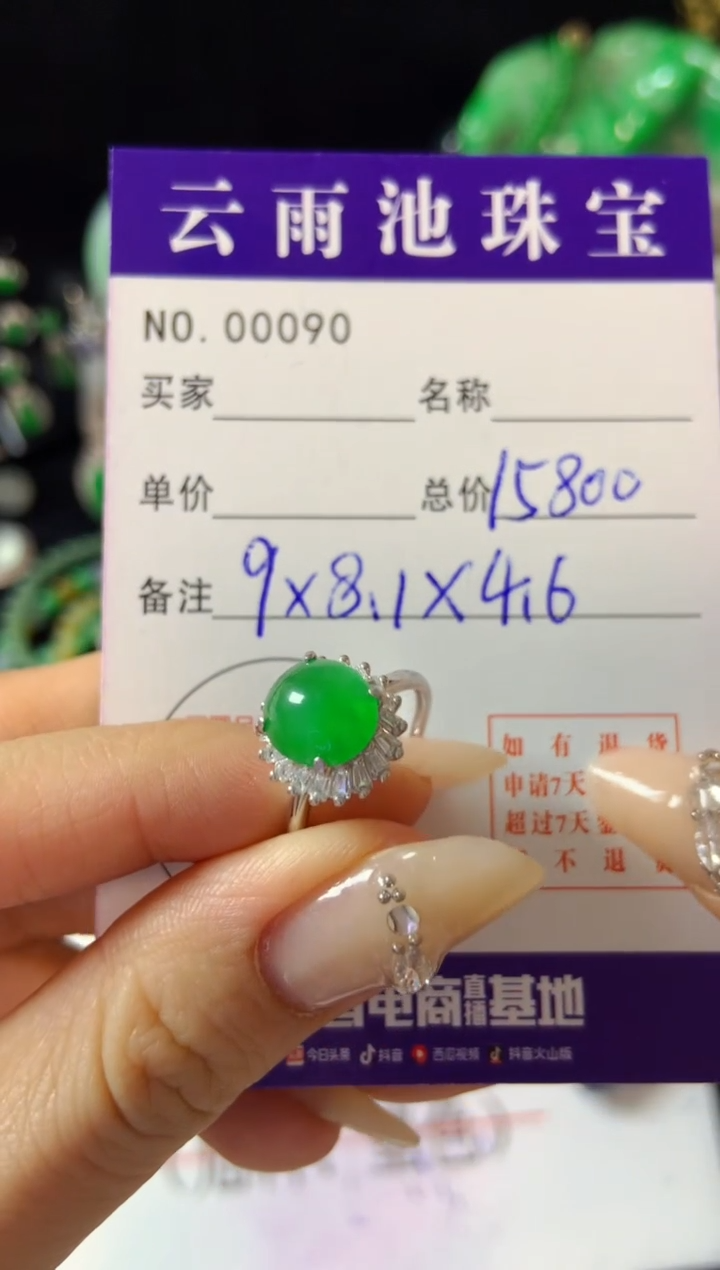 云雨池珠宝
NO.00090
买家 名称
单价 总价15800
备注 9×8.1×4.6
如有退货
申请7天
超过7天
不退
电商直播基地
今日头条 抖音 西瓜视频 抖音火山版